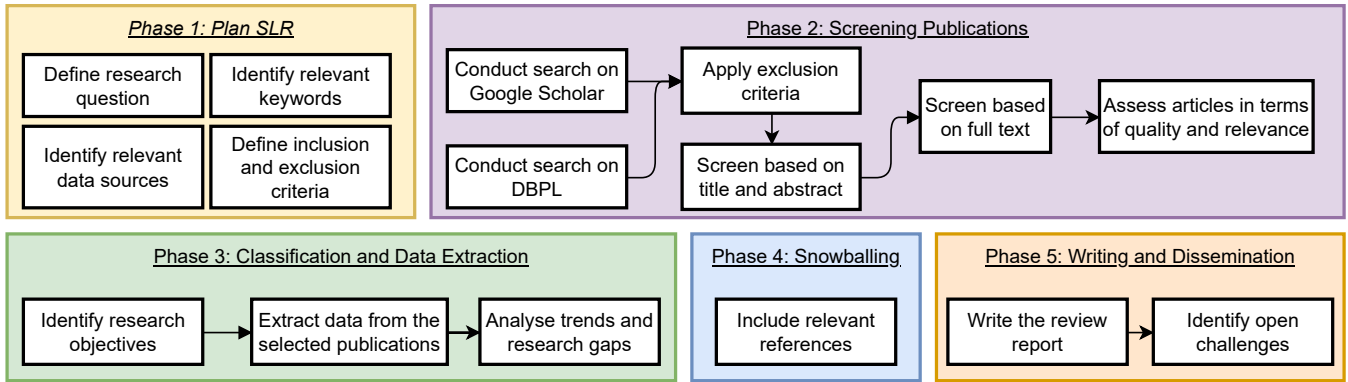 Phase 1: Plan SLR
Define research
question
Identify relevant
keywords
Identify relevant
data sources
Define inclusion
and exclusion
criteria
Phase 2: Screening Publications
Conduct search on
Google Scholar
Conduct search on
DBPL
Apply exclusion
criteria
Screen based on
title and abstract
Screen based
on full text
Assess articles in terms
of quality and relevance
Phase 3: Classification and Data Extraction
Identify research
objectives
Extract data from the
selected publications
Analyse trends and
research gaps
Phase 4: Snowballing
Include relevant
references
Phase 5: Writing and Dissemination
Write the review
report
Identify open
challenges